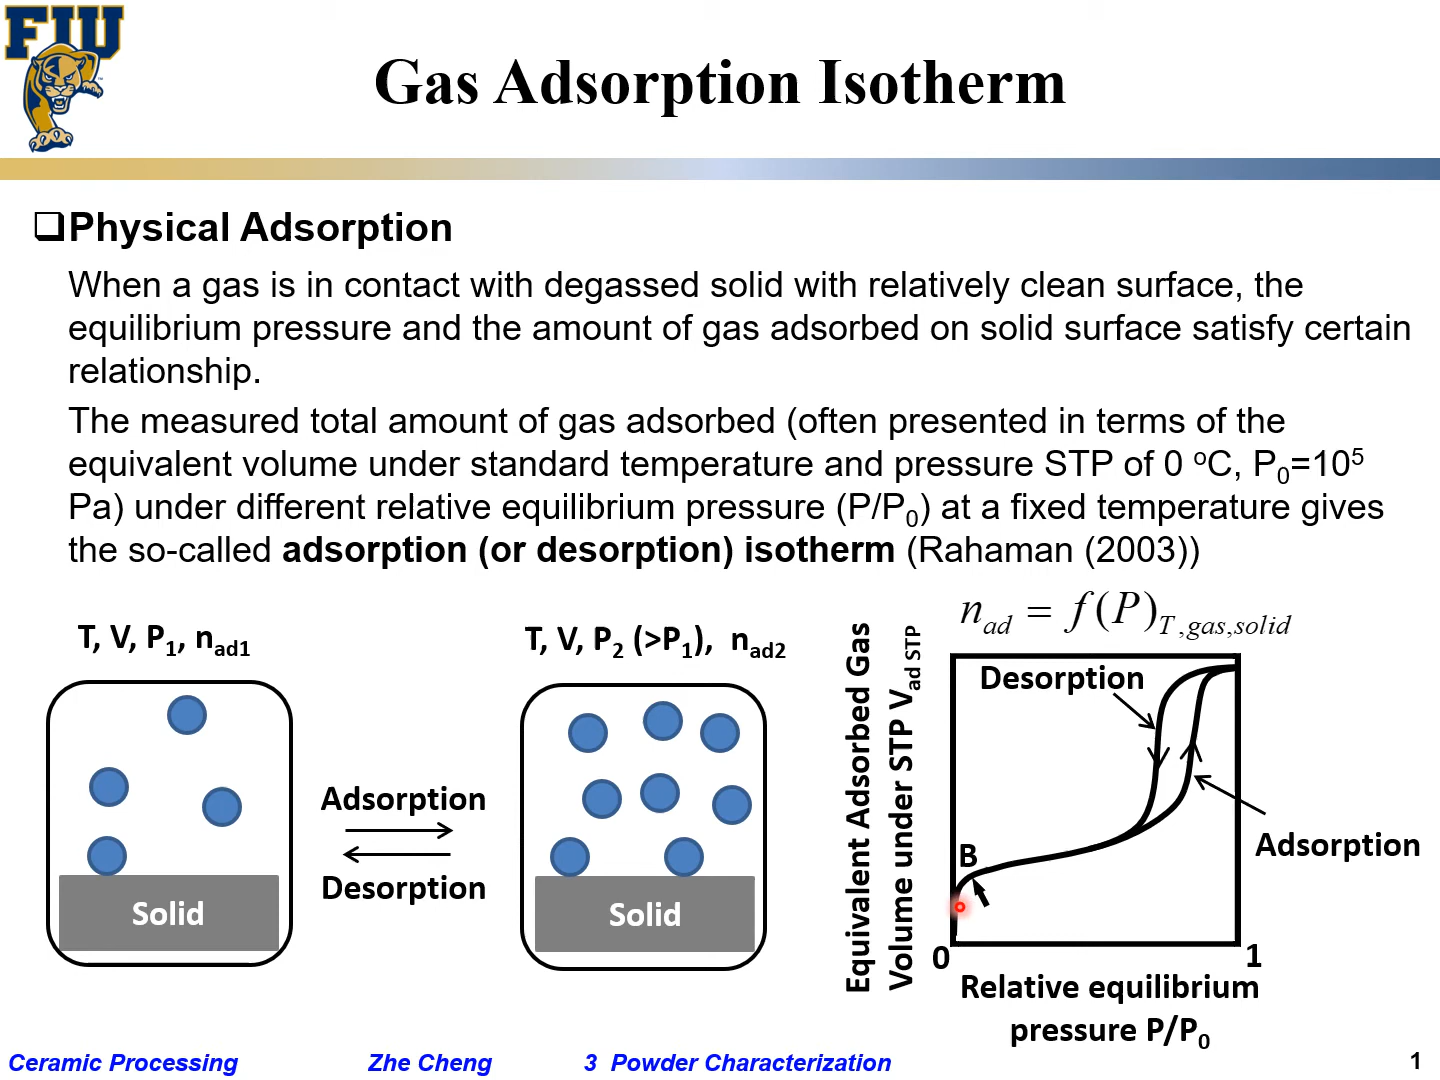 FIU
Gas Adsorption Isotherm
❑Physical Adsorption
When a gas is in contact with degassed solid with relatively clean surface, the
equilibrium pressure and the amount of gas adsorbed on solid surface satisfy certain
relationship.
The measured total amount of gas adsorbed (often presented in terms of the
equivalent volume under standard temperature and pressure STP of 0 ºC, P₀=10⁵
Pa) under different relative equilibrium pressure (P/P₀) at a fixed temperature gives
the so-called adsorption (or desorption) isotherm (Rahaman (2003))
T, V, P₁, n_ad1
Adsorption
Desorption
Solid
T, V, P₂ (>P₁), n_ad2
Solid
n_ad = f(P)_T,gas,solid
Equivalent Adsorbed Gas
Volume under STP V_ad STP
Desorption
Adsorption
B
0
1
Relative equilibrium
pressure P/P₀
Ceramic Processing
Zhe Cheng
3 Powder Characterization
1